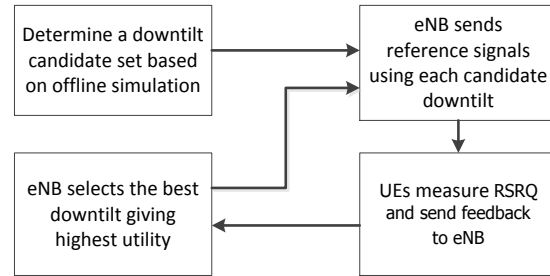 Determine a downtilt
candidate set based
on offline simulation
eNB sends
reference signals
using each candidate
downtilt
UEs measure RSRQ
and send feedback
to eNB
eNB selects the best
downtilt giving
highest utility